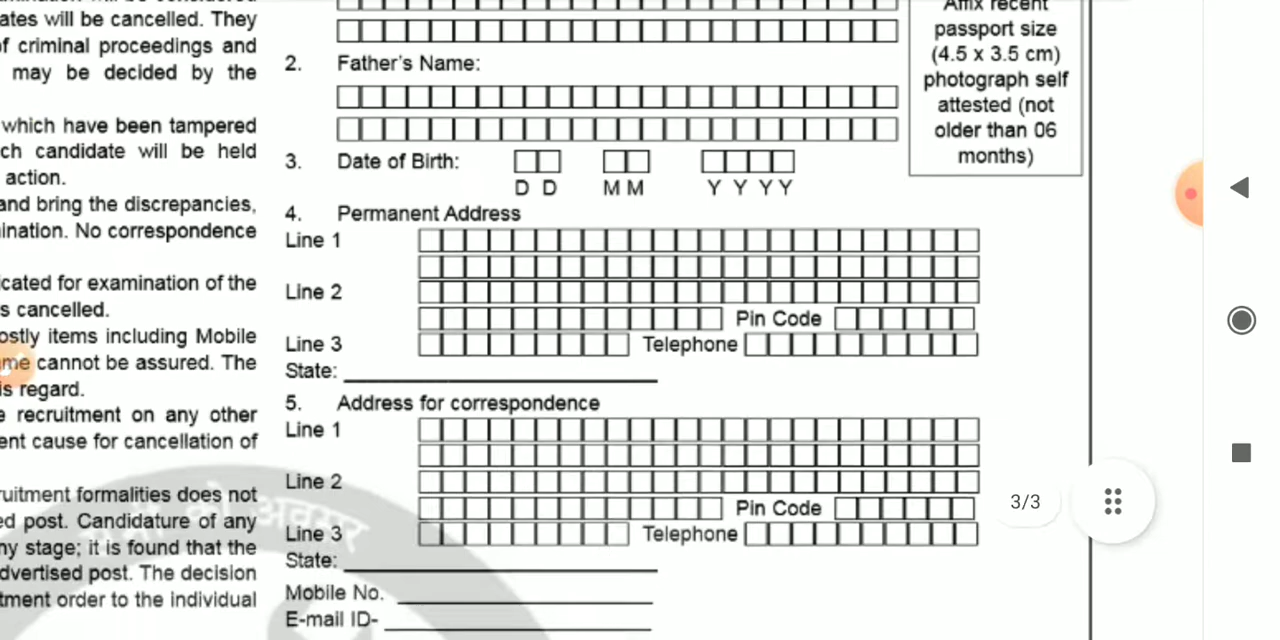 ates will be cancelled. They
of criminal proceedings and
may be decided by the
which have been tampered
ch candidate will be held
action.
and bring the discrepancies,
ination. No correspondence
icated for examination of the
s cancelled.
ostly items including Mobile
me cannot be assured. The
is regard.
e recruitment on any other
ent cause for cancellation of
ruitment formalities does not
ed post. Candidature of any
ny stage; it is found that the
dvertised post. The decision
tment order to the individual
2. Father's Name:
3. Date of Birth:
D D M M Y Y Y Y
4. Permanent Address
Line 1
Line 2
Pin Code
Line 3 Telephone
State:
5. Address for correspondence
Line 1
Line 2
Pin Code
Line 3 Telephone
State:
Mobile No.
E-mail ID-
Affix recent
passport size
(4.5 x 3.5 cm)
photograph self
attested (not
older than 06
months)
3/3
को अवसर